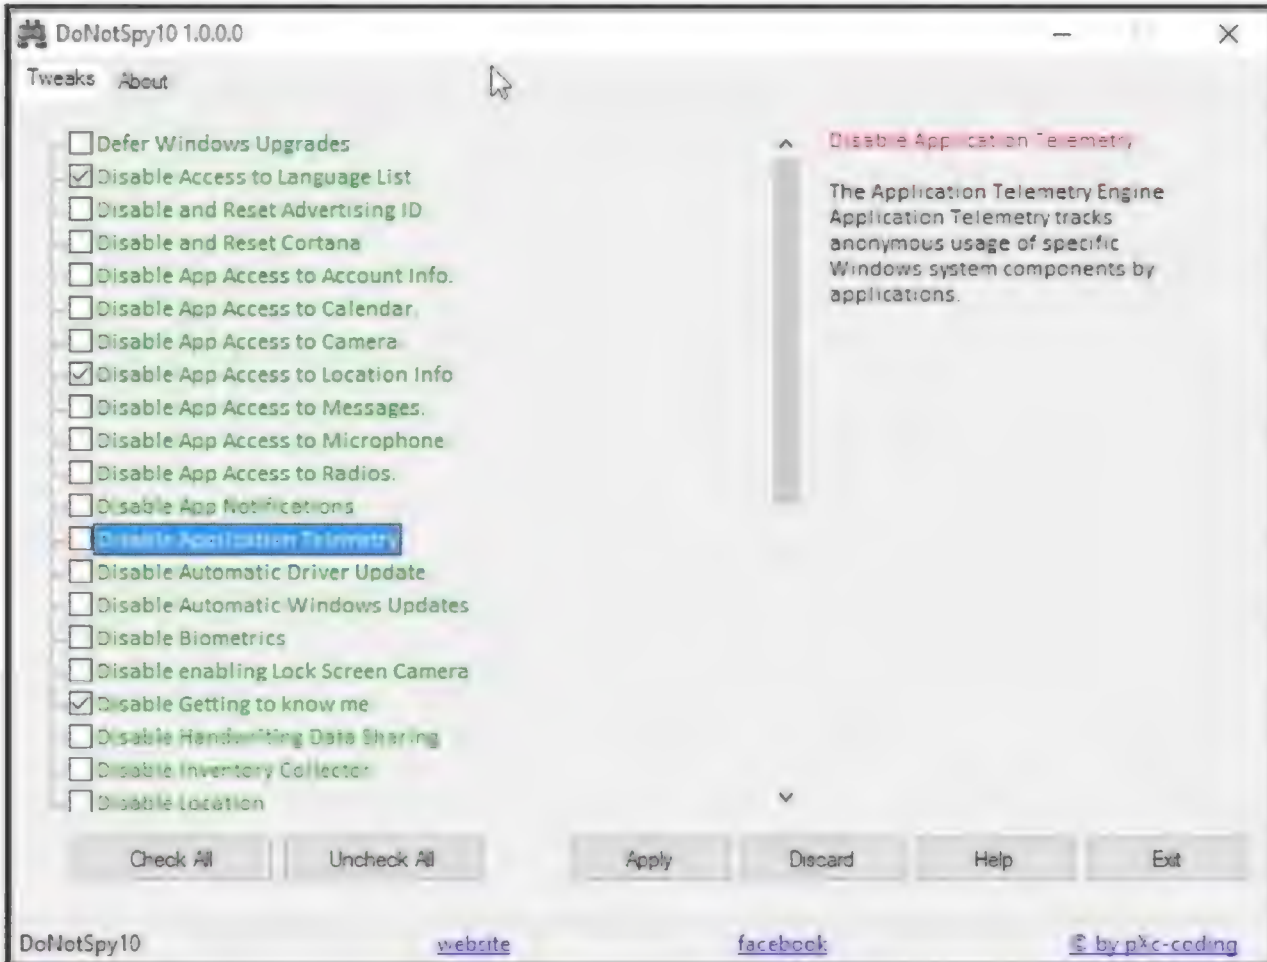 DoNotSpy10 1.0.0.0
Tweaks About
Defer Windows Upgrades
Disable Access to Language List
Disable and Reset Advertising ID
Disable and Reset Cortana
Disable App Access to Account Info.
Disable App Access to Calendar.
Disable App Access to Camera
Disable App Access to Location Info
Disable App Access to Messages.
Disable App Access to Microphone
Disable App Access to Radios.
Disable App Notifications
Disable Application Telemetry
Disable Automatic Driver Update
Disable Automatic Windows Updates
Disable Biometrics
Disable enabling Lock Screen Camera
Disable Getting to know me
Disable Handwriting Data Sharing
Disable Inventory Collector
Disable Location
Disable Application Telemetry
The Application Telemetry Engine
Application Telemetry tracks
anonymous usage of specific
Windows system components by
applications.
Check All Uncheck All Apply Discard Help Exit
DoNotSpy10 website facebook © by pXc-coding